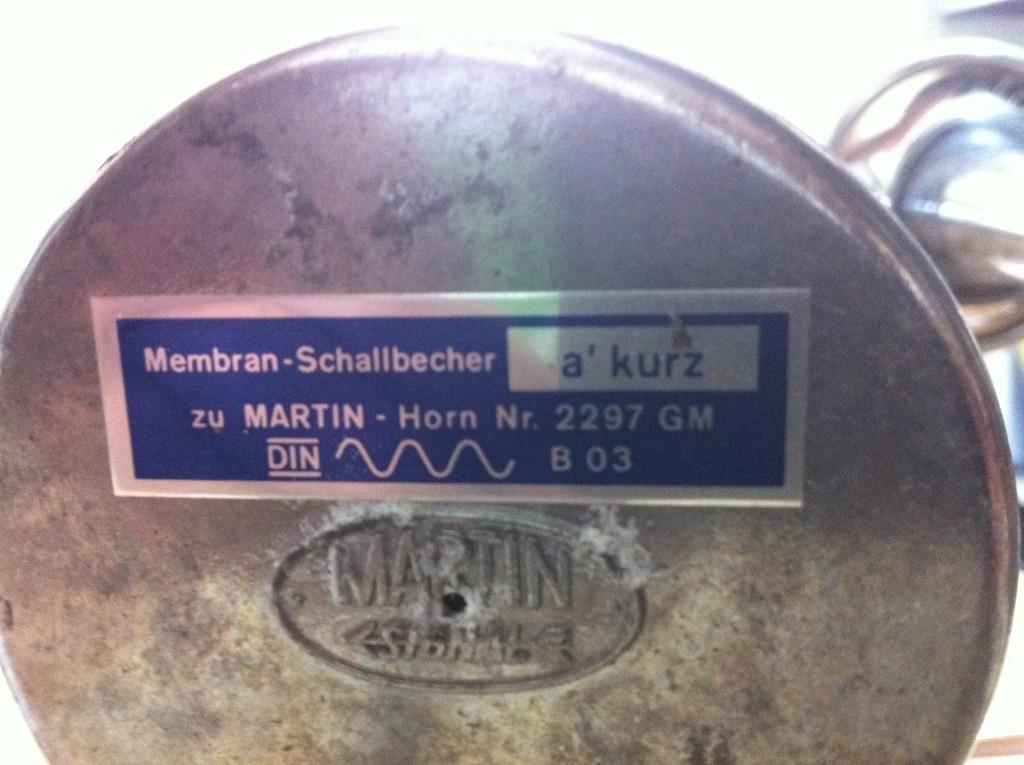 Membran-Schallbecher a' kurz
zu MARTIN - Horn Nr. 2297 GM
DIN B 03
MARTIN